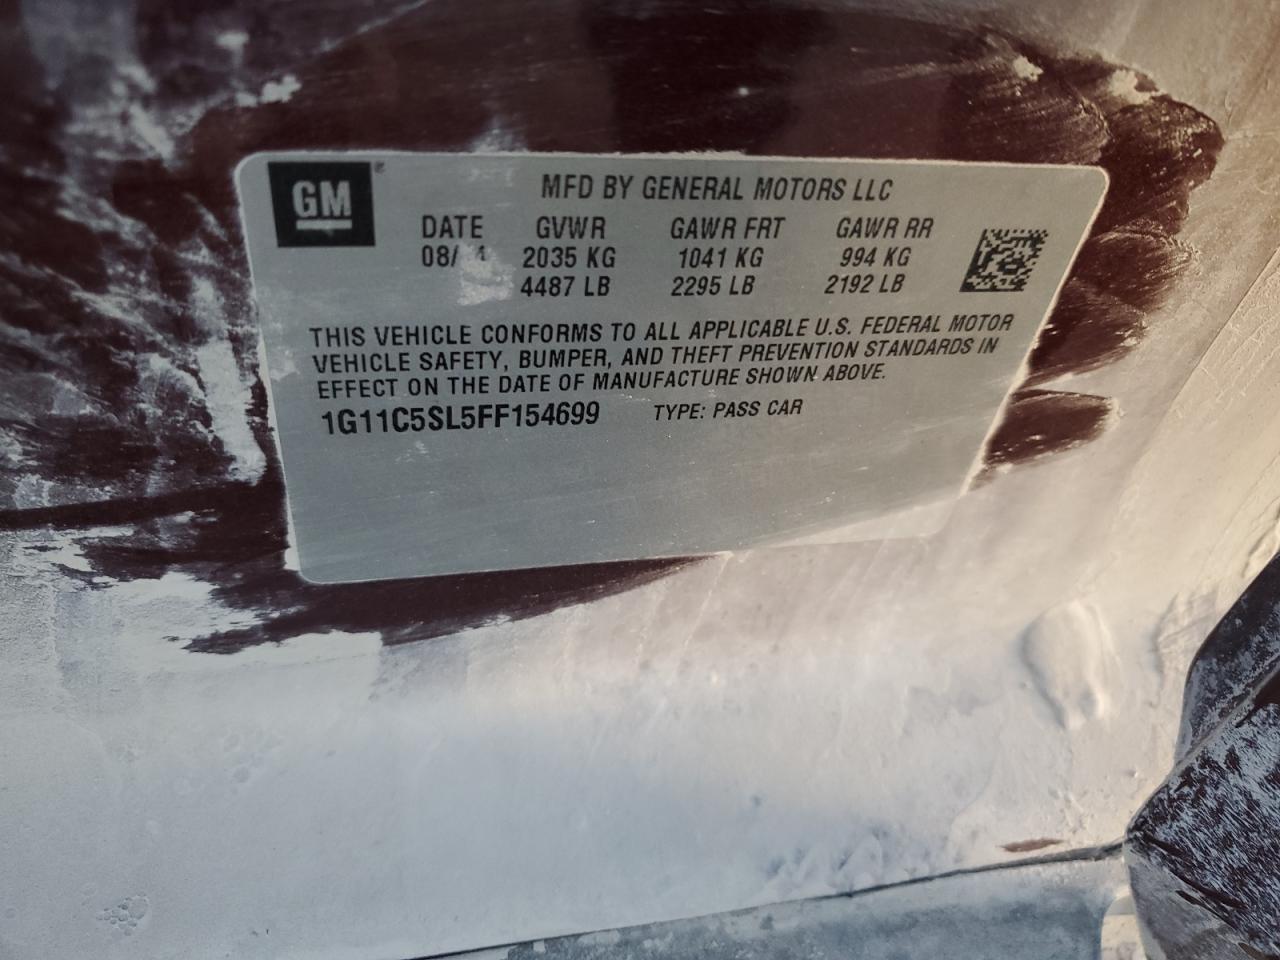 GM®
MFD BY GENERAL MOTORS LLC
DATE GVWR GAWR FRT GAWR RR
2035 KG 1041 KG 994 KG
4487 LB 2295 LB 2192 LB
THIS VEHICLE CONFORMS TO ALL APPLICABLE U.S. FEDERAL MOTOR
VEHICLE SAFETY, BUMPER, AND THEFT PREVENTION STANDARDS IN
EFFECT ON THE DATE OF MANUFACTURE SHOWN ABOVE.
1G11C5SL5FF154699 TYPE: PASS CAR